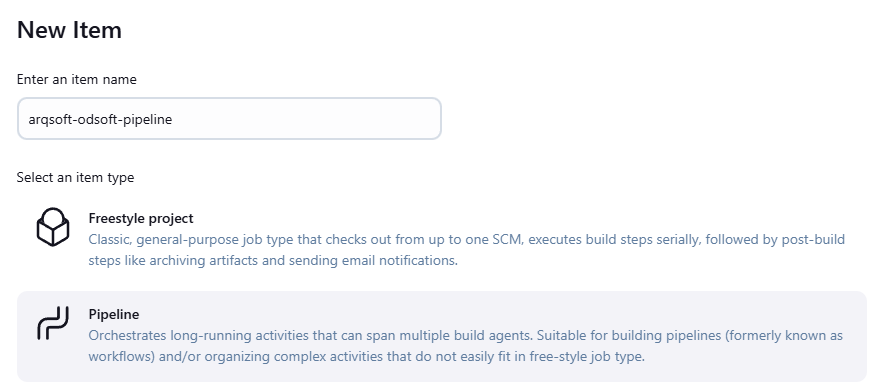 New Item
Enter an item name
arqsoft-odsoft-pipeline
Select an item type
Freestyle project
Classic, general-purpose job type that checks out from up to one SCM, executes build steps serially, followed by post-build
steps like archiving artifacts and sending email notifications.
Pipeline
Orchestrates long-running activities that can span multiple build agents. Suitable for building pipelines (formerly known as
workflows) and/or organizing complex activities that do not easily fit in free-style job type.